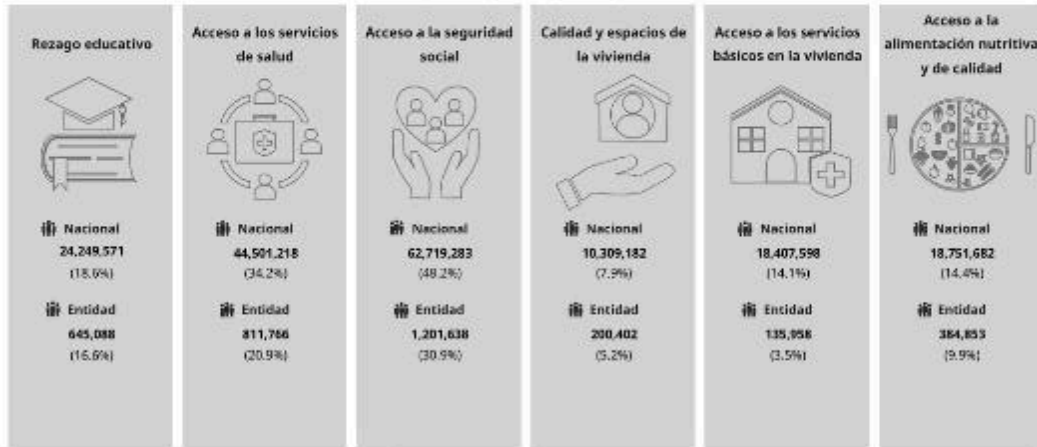 Rezago educativo
Nacional
24,249,571
(18.6%)
Entidad
645,088
(16.6%)
Acceso a los servicios
de salud
Nacional
44,501,218
(34.2%)
Entidad
811,766
(20.9%)
Acceso a la seguridad
social
Nacional
62,719,283
(48.2%)
Entidad
1,201,638
(30.9%)
Calidad y espacios de
la vivienda
Nacional
10,309,182
(7.9%)
Entidad
200,402
(5.2%)
Acceso a los servicios
básicos en la vivienda
Nacional
18,407,598
(14.1%)
Entidad
135,958
(3.5%)
Acceso a la
alimentación nutritiva
y de calidad
Nacional
18,751,682
(14.4%)
Entidad
384,853
(9.9%)